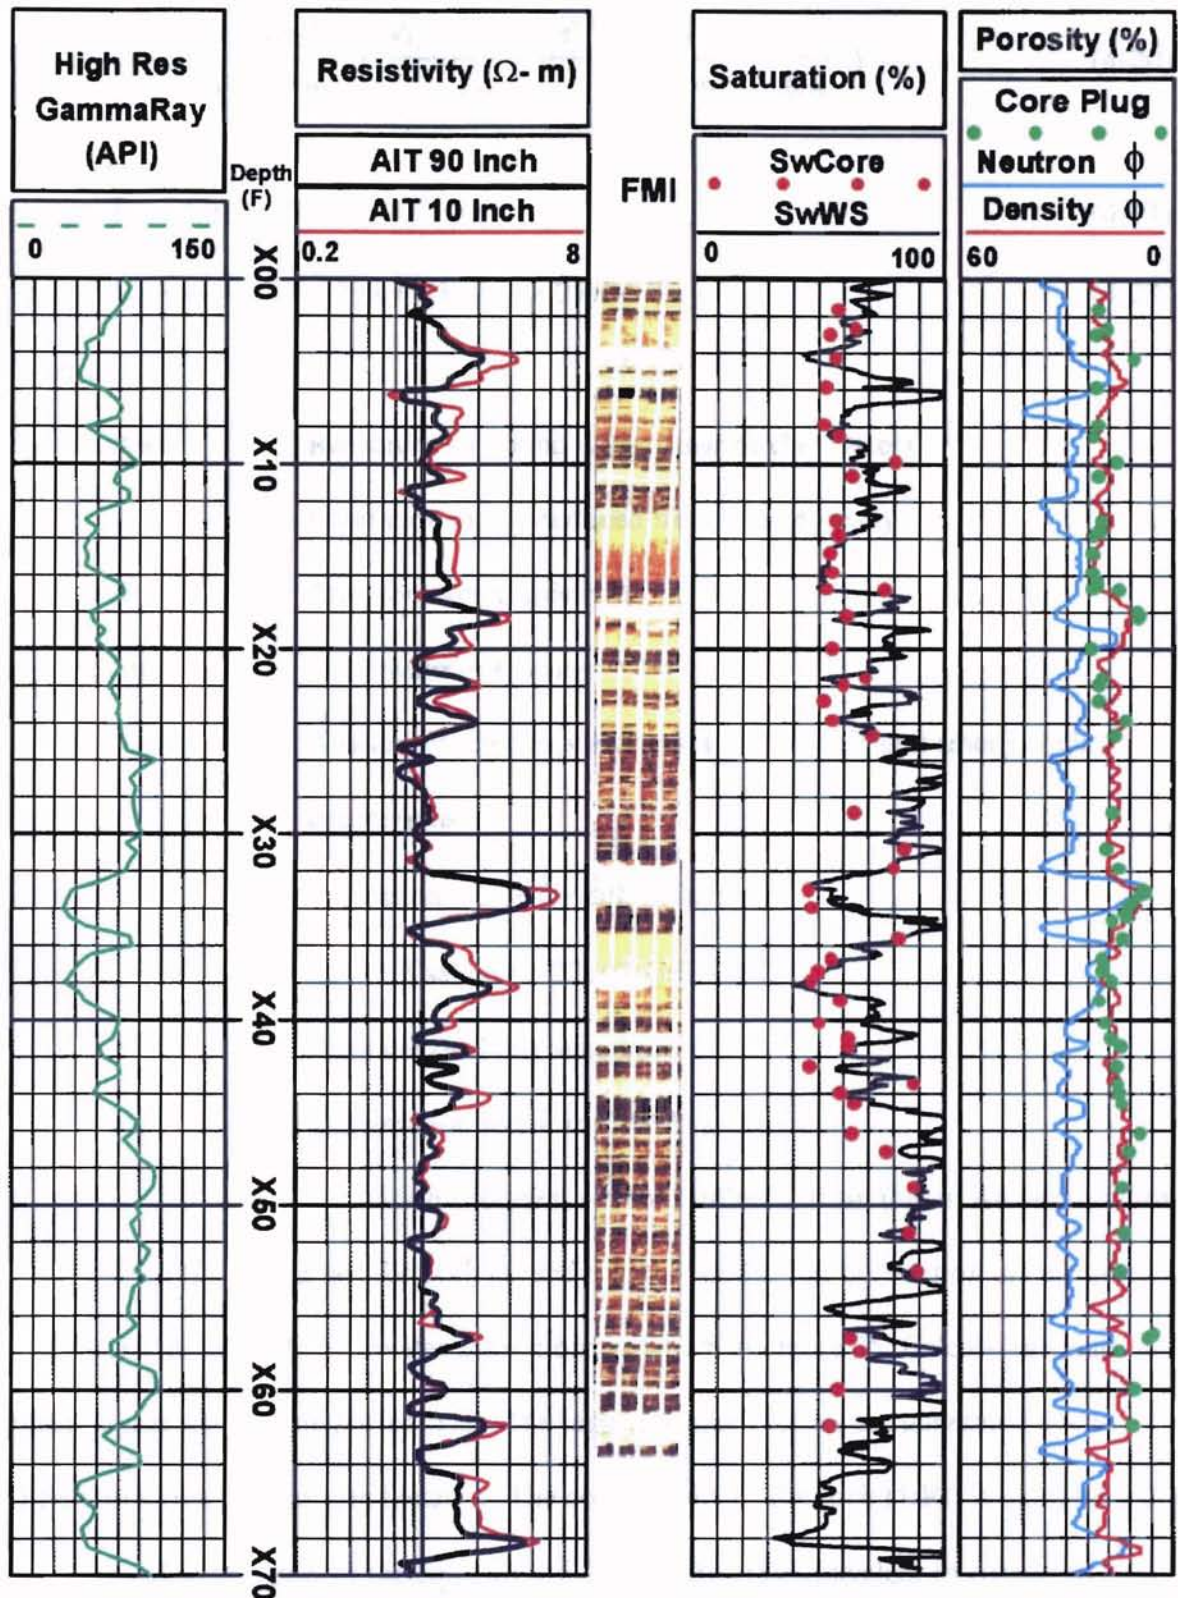 High Res
GammaRay
(API)
0 160
Depth
(F)
Resistivity (Ω- m)
AIT 90 Inch
AIT 10 Inch
0.2 8
FMI
Saturation (%)
SwCore
SwWS
0 100
Porosity (%)
Core Plug
Neutron ϕ
Density ϕ
60 0
X00
X10
X20
X30
X40
X50
X60
X70